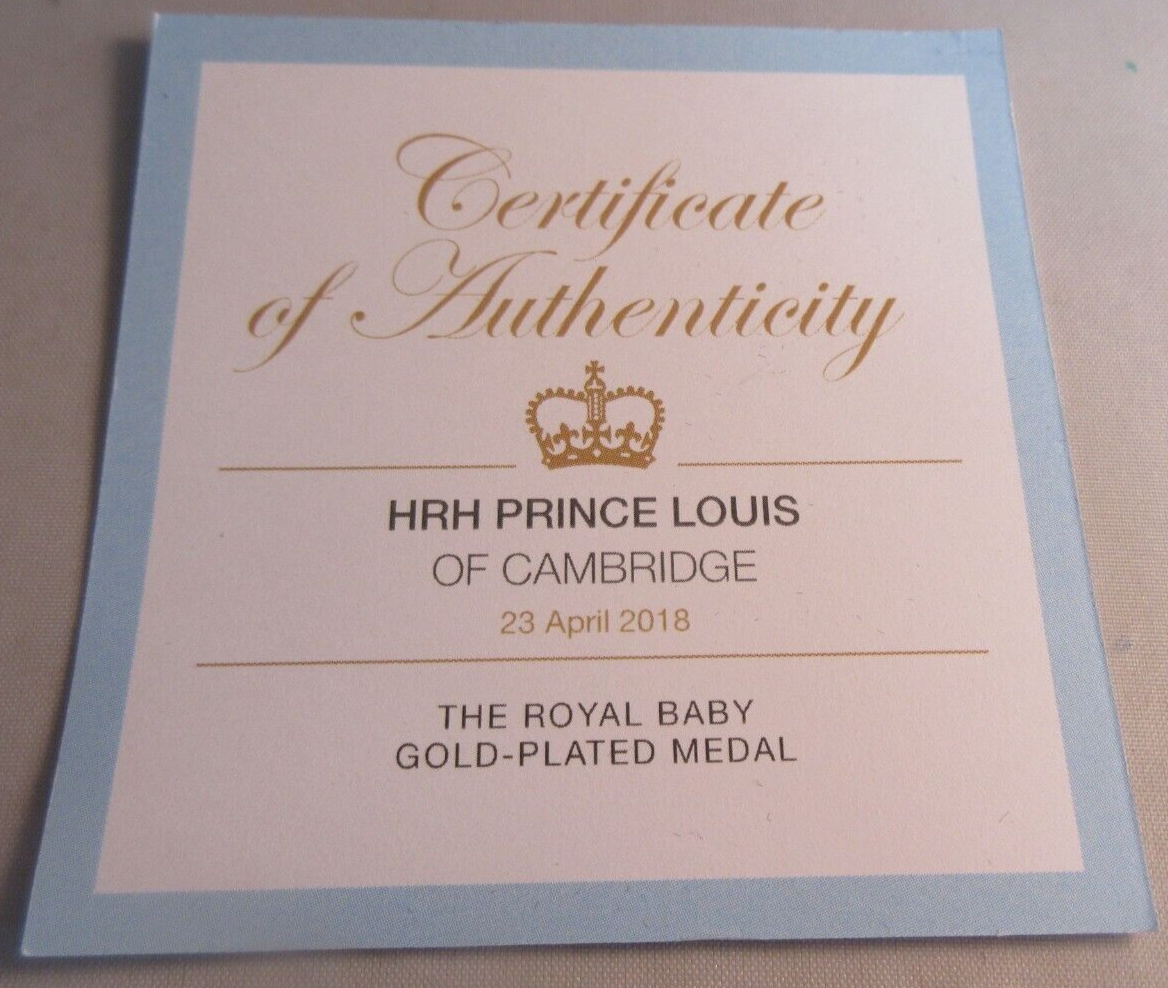 Certificate
of Authenticity
HRH PRINCE LOUIS
OF CAMBRIDGE
23 April 2018
THE ROYAL BABY
GOLD-PLATED MEDAL